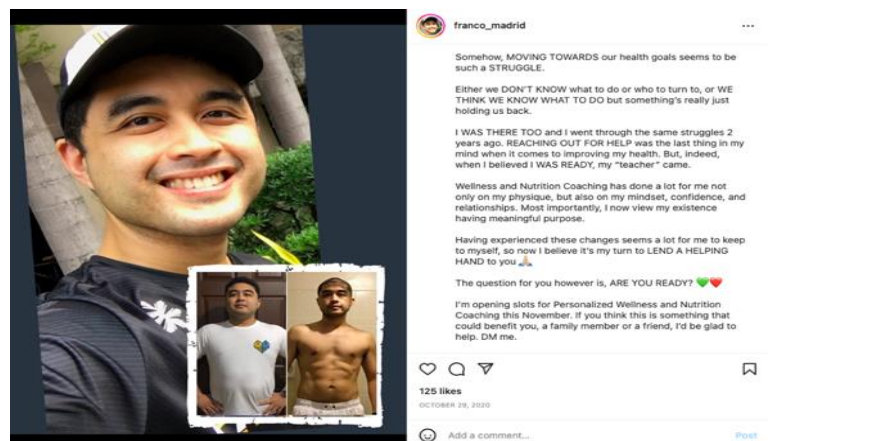 franco_madrid
Somehow, MOVING TOWARDS our health goals seems to be
such a STRUGGLE.
Either we DON'T KNOW what to do or who to turn to, or WE
THINK WE KNOW WHAT TO DO but something's really just
holding us back.
I WAS THERE TOO and I went through the same struggles 2
years ago. REACHING OUT FOR HELP was the last thing in my
mind when it comes to improving my health. But, indeed,
when I believed I WAS READY, my "teacher" came.
Wellness and Nutrition Coaching has done a lot for me not
only on my physique, but also on my mindset, confidence, and
relationships. Most importantly, I now view my existence
having meaningful purpose.
Having experienced these changes seems a lot for me to keep
to myself, so now I believe it's my turn to LEND A HELPING
HAND to you 🙏🏼
The question for you however is, ARE YOU READY? 💚❤️
I'm opening slots for Personalized Wellness and Nutrition
Coaching this November. If you think this is something that
could benefit you, a family member or a friend, I'd be glad to
help. DM me.
125 likes
OCTOBER 29, 2020
Add a comment...
Post